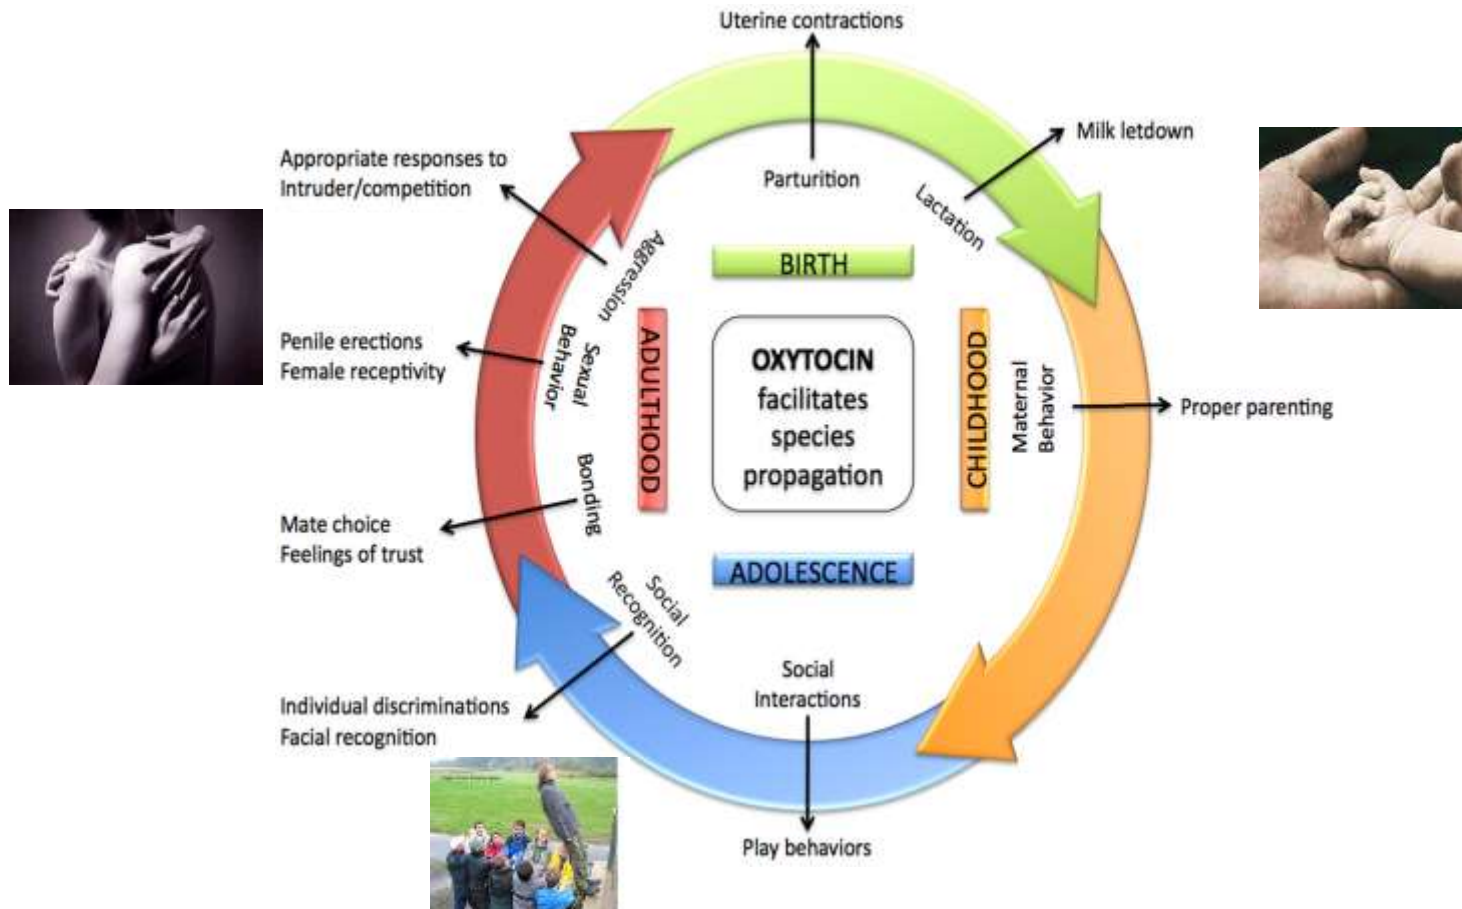 Uterine contractions
Milk letdown
Appropriate responses to
Intruder/competition
Parturition
Lactation
Aggression
BIRTH
Penile erections
Female receptivity
Sexual
Behavior
ADULTHOOD
OXYTOCIN
facilitates
species
propagation
CHILDHOOD
Maternal
Behavior
Proper parenting
Mate choice
Feelings of trust
Bonding
ADOLESCENCE
Social
Recognition
Individual discriminations
Facial recognition
Social
Interactions
Play behaviors